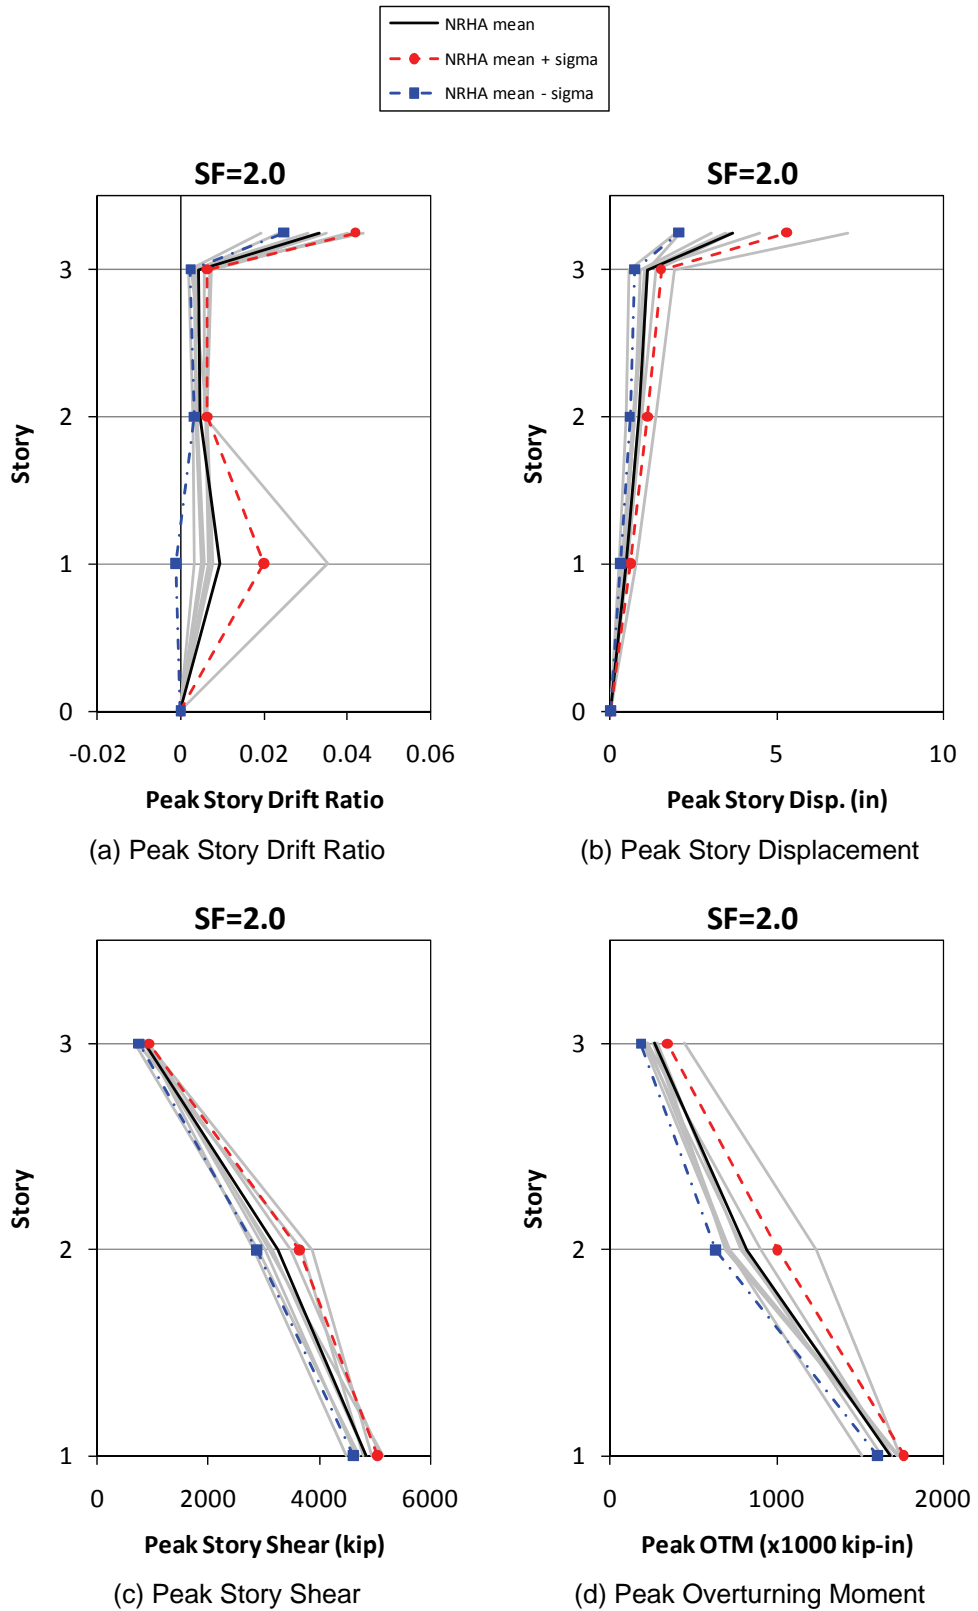 NRHA mean
NRHA mean + sigma
NRHA mean - sigma
SF=2.0
3
2
1
0
Story
-0.02 0 0.02 0.04 0.06
Peak Story Drift Ratio
(a) Peak Story Drift Ratio
SF=2.0
3
2
1
0
Story
0 5 10
Peak Story Disp. (in)
(b) Peak Story Displacement
SF=2.0
3
2
1
Story
0 2000 4000 6000
Peak Story Shear (kip)
(c) Peak Story Shear
SF=2.0
3
2
1
Story
0 1000 2000
Peak OTM (x1000 kip-in)
(d) Peak Overturning Moment